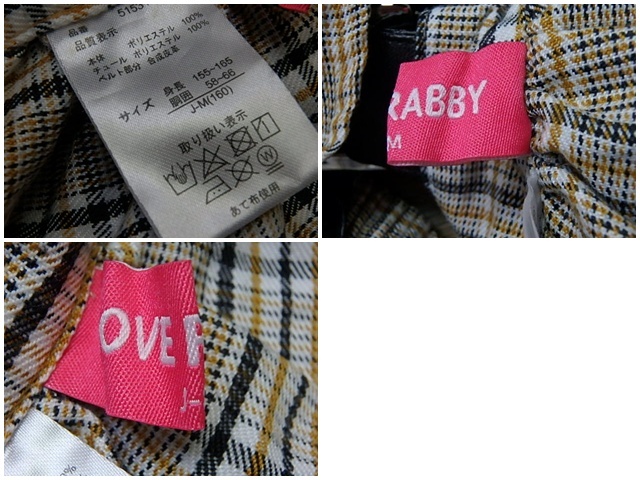 品番 5153
品質表示
本体 ポリエステル 100%
チュール ポリエステル 100%
ベルト部分 合成皮革
サイズ
身長 155~165
胴囲 58~66
J-M(160)
取り扱い表示
W
あて布使用
RABBY
M
OVE
J-